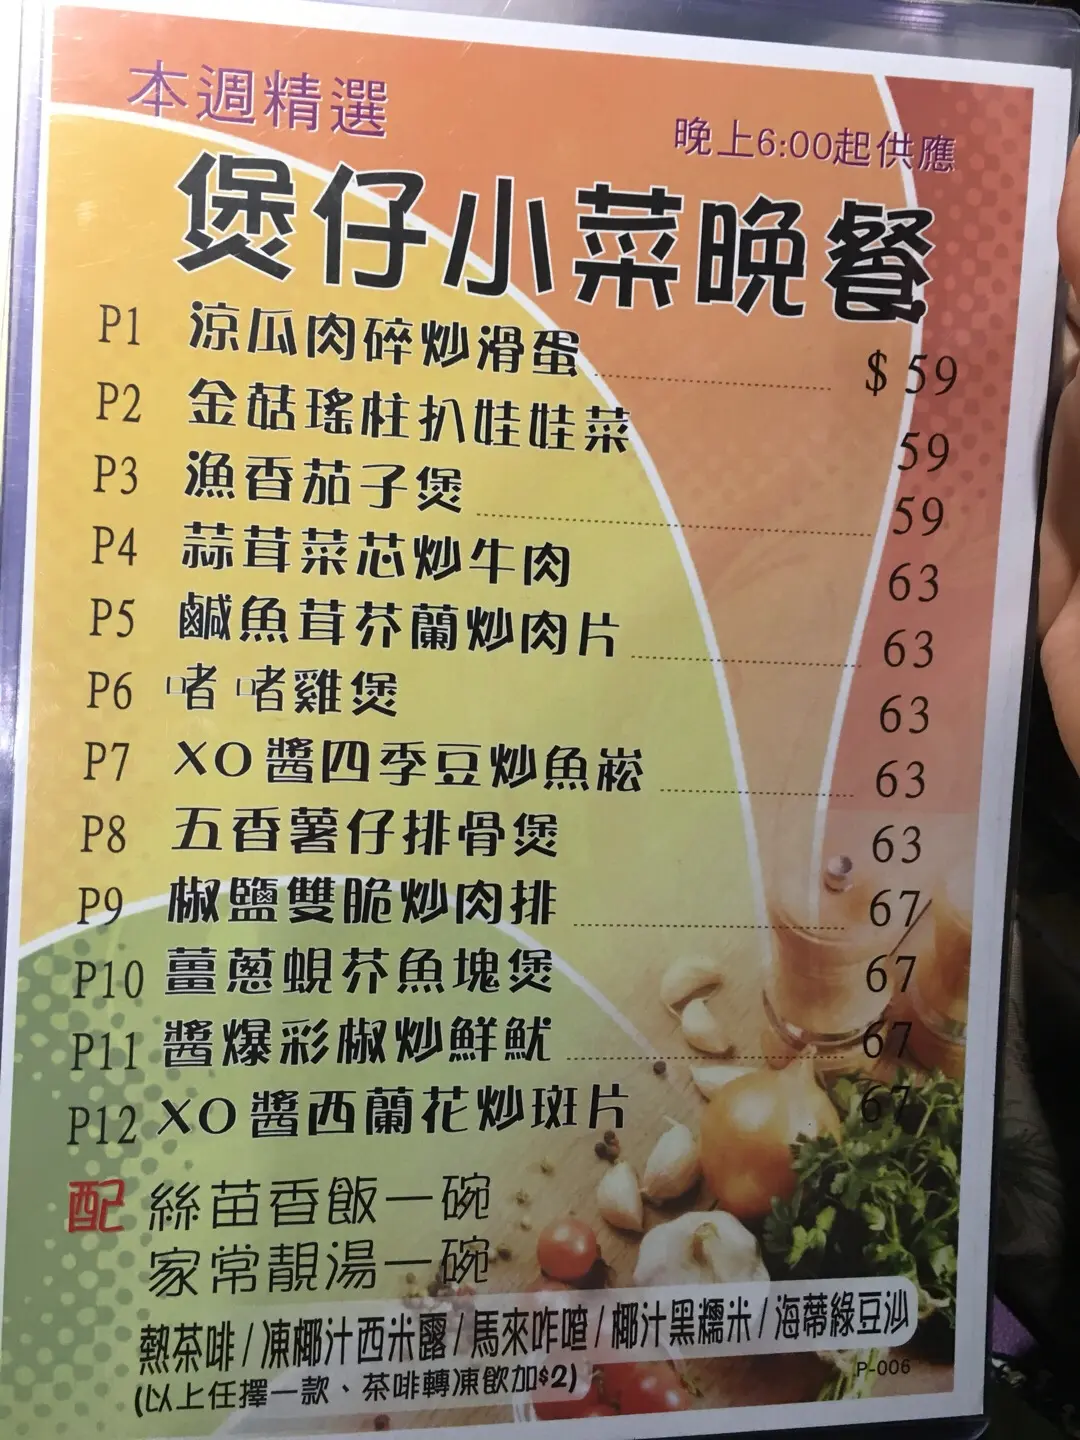 本週精選
晚上6:00起供應
煲仔小菜晚餐
P1 涼瓜肉碎炒滑蛋 $59
P2 金菇瑤柱扒娃娃菜 59
P3 漁香茄子煲 59
P4 蒜茸菜芯炒牛肉 63
P5 鹹魚茸芥蘭炒肉片 63
P6 啫啫雞煲 63
P7 XO醬四季豆炒魚崧 63
P8 五香薯仔排骨煲 63
P9 椒鹽雙脆炒肉排 67
P10 薑蔥蜆芥魚塊煲 67
P11 醬爆彩椒炒鮮魷 67
P12 XO醬西蘭花炒斑片 67
配 絲苗香飯一碗
家常靚湯一碗
熱茶啡/凍椰汁西米露/馬來咋喳/椰汁黑糯米/海蒂綠豆沙
(以上任擇一款、茶啡轉凍飲加$2)
P-006